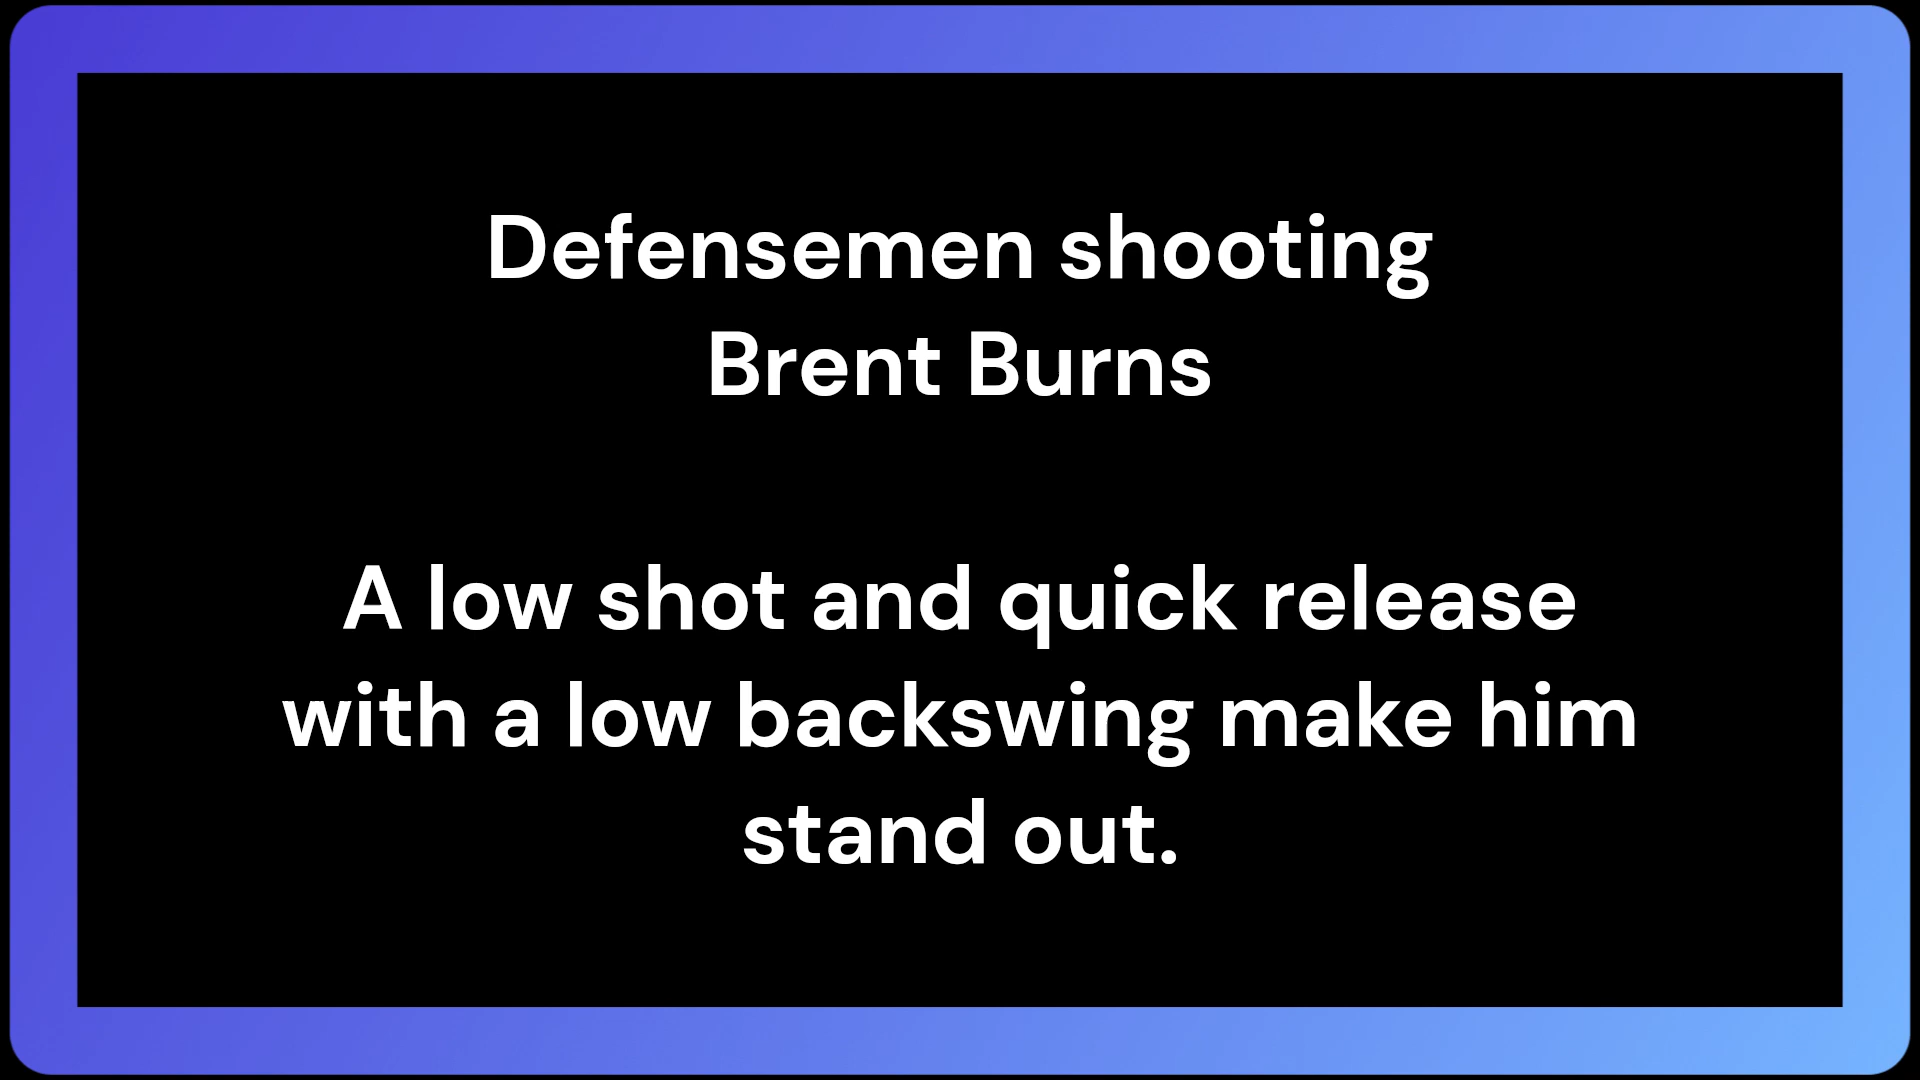 Defensemen shooting
Brent Burns
A low shot and quick release
with a low backswing make him
stand out.